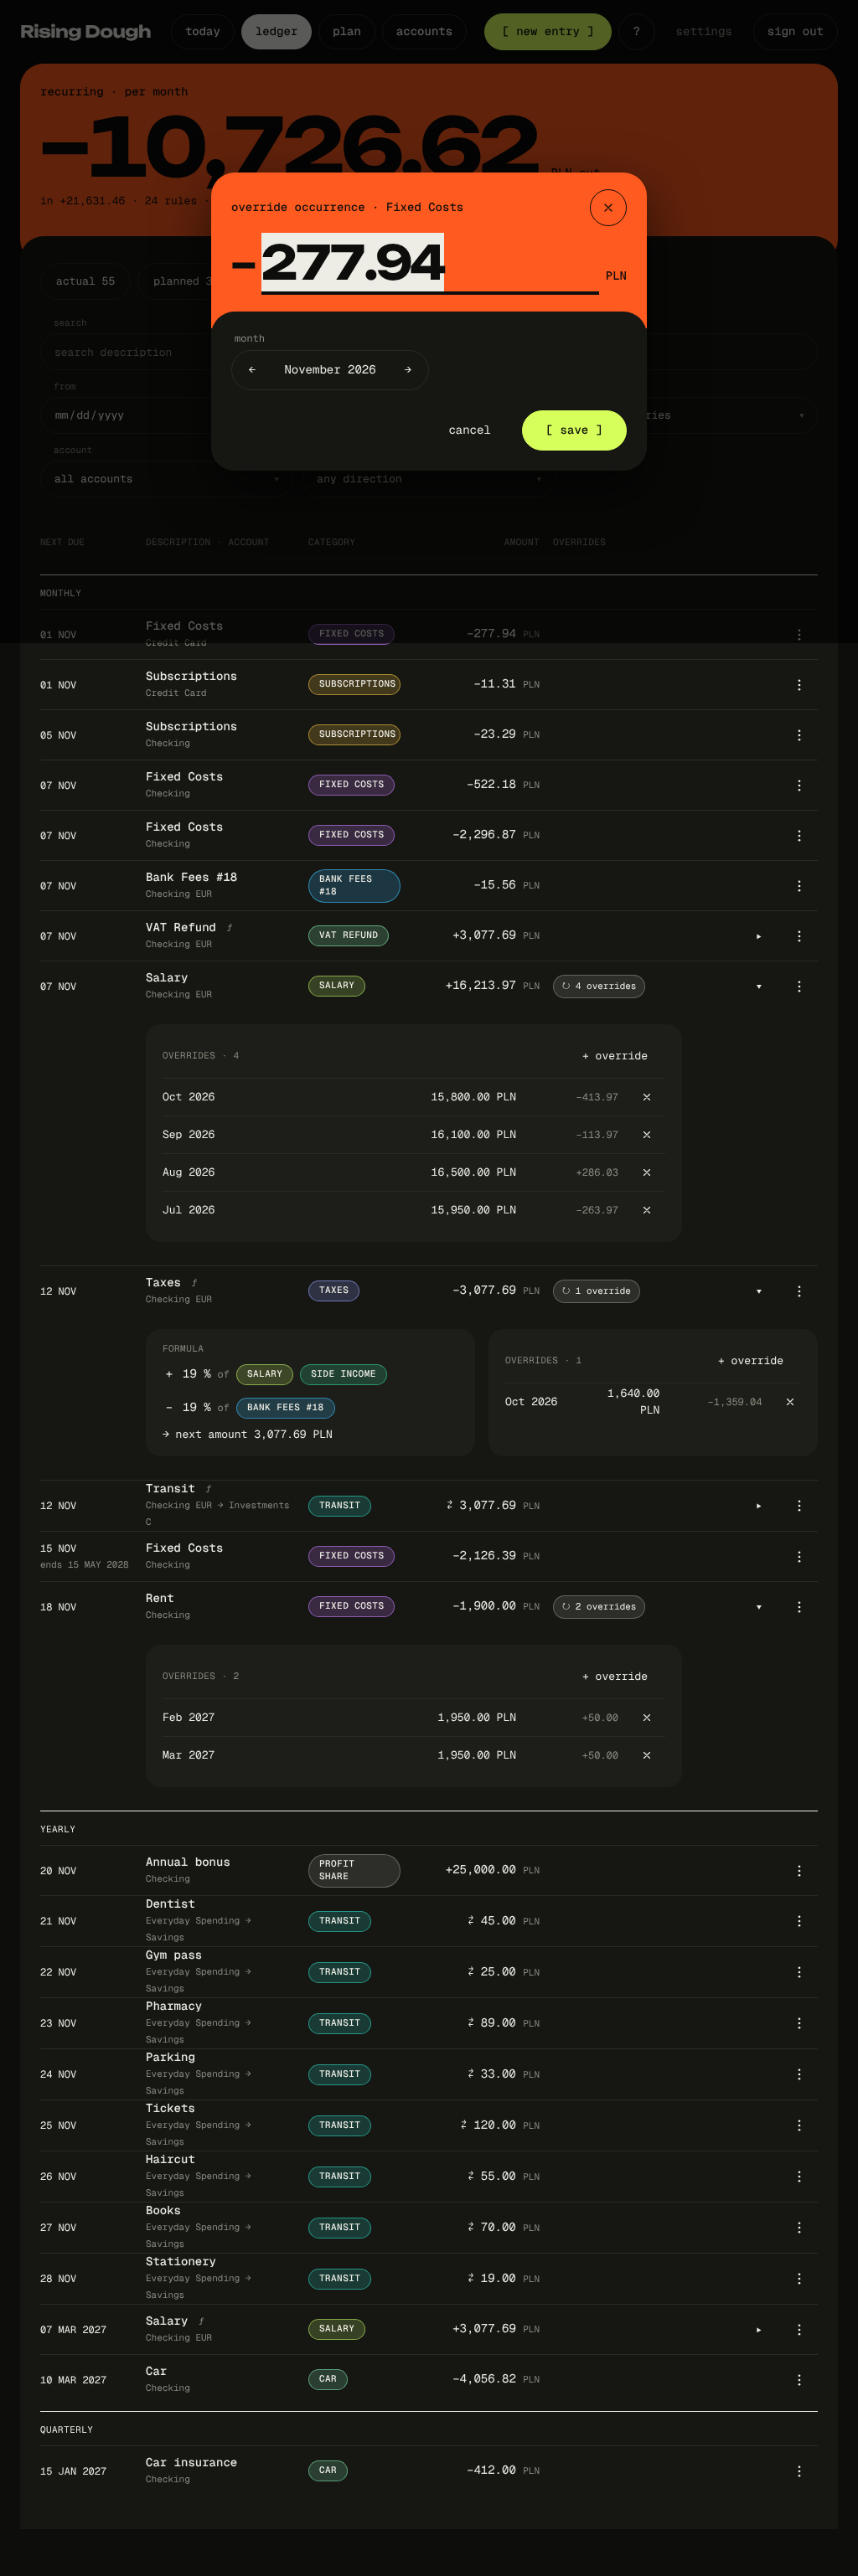 Rising Dough today ledger plan accounts [ new entry ] ? settings sign out
recurring · per month
−10,726.62
in +21,631.46 · 24 rules ·
override occurrence · Fixed Costs ×
−277.94 PLN
month
← November 2026 →
cancel [ save ]
actual 55 planned 3
search
search description
from
mm/dd/yyyy ries ▾
account
all accounts ▾ any direction ▾
NEXT DUE DESCRIPTION · ACCOUNT CATEGORY AMOUNT OVERRIDES
MONTHLY
01 NOV Fixed Costs FIXED COSTS −277.94 PLN ⋮
Credit Card
01 NOV Subscriptions SUBSCRIPTIONS −11.31 PLN ⋮
Credit Card
05 NOV Subscriptions SUBSCRIPTIONS −23.29 PLN ⋮
Checking
07 NOV Fixed Costs FIXED COSTS −522.18 PLN ⋮
Checking
07 NOV Fixed Costs FIXED COSTS −2,296.87 PLN ⋮
Checking
07 NOV Bank Fees #18 BANK FEES #18 −15.56 PLN ⋮
Checking EUR
07 NOV VAT Refund ƒ VAT REFUND +3,077.69 PLN ▸ ⋮
Checking EUR
07 NOV Salary SALARY +16,213.97 PLN ↻ 4 overrides ▾ ⋮
Checking EUR
OVERRIDES · 4 + override
Oct 2026 15,800.00 PLN −413.97 ×
Sep 2026 16,100.00 PLN −113.97 ×
Aug 2026 16,500.00 PLN +286.03 ×
Jul 2026 15,950.00 PLN −263.97 ×
12 NOV Taxes ƒ TAXES −3,077.69 PLN ↻ 1 override ▾ ⋮
Checking EUR
FORMULA
+ 19 % of SALARY SIDE INCOME
− 19 % of BANK FEES #18
→ next amount 3,077.69 PLN
OVERRIDES · 1 + override
Oct 2026 1,640.00 PLN −1,359.04 ×
12 NOV Transit ƒ TRANSIT ⇄ 3,077.69 PLN ▸ ⋮
Checking EUR → Investments C
15 NOV Fixed Costs FIXED COSTS −2,126.39 PLN ⋮
ends 15 MAY 2028 Checking
18 NOV Rent FIXED COSTS −1,900.00 PLN ↻ 2 overrides ▾ ⋮
Checking
OVERRIDES · 2 + override
Feb 2027 1,950.00 PLN +50.00 ×
Mar 2027 1,950.00 PLN +50.00 ×
YEARLY
20 NOV Annual bonus PROFIT SHARE +25,000.00 PLN ⋮
Checking
21 NOV Dentist TRANSIT ⇄ 45.00 PLN ⋮
Everyday Spending → Savings
22 NOV Gym pass TRANSIT ⇄ 25.00 PLN ⋮
Everyday Spending → Savings
23 NOV Pharmacy TRANSIT ⇄ 89.00 PLN ⋮
Everyday Spending → Savings
24 NOV Parking TRANSIT ⇄ 33.00 PLN ⋮
Everyday Spending → Savings
25 NOV Tickets TRANSIT ⇄ 120.00 PLN ⋮
Everyday Spending → Savings
26 NOV Haircut TRANSIT ⇄ 55.00 PLN ⋮
Everyday Spending → Savings
27 NOV Books TRANSIT ⇄ 70.00 PLN ⋮
Everyday Spending → Savings
28 NOV Stationery TRANSIT ⇄ 19.00 PLN ⋮
Everyday Spending → Savings
07 MAR 2027 Salary ƒ SALARY +3,077.69 PLN ▸ ⋮
Checking EUR
10 MAR 2027 Car CAR −4,056.82 PLN ⋮
Checking
QUARTERLY
15 JAN 2027 Car insurance CAR −412.00 PLN ⋮
Checking